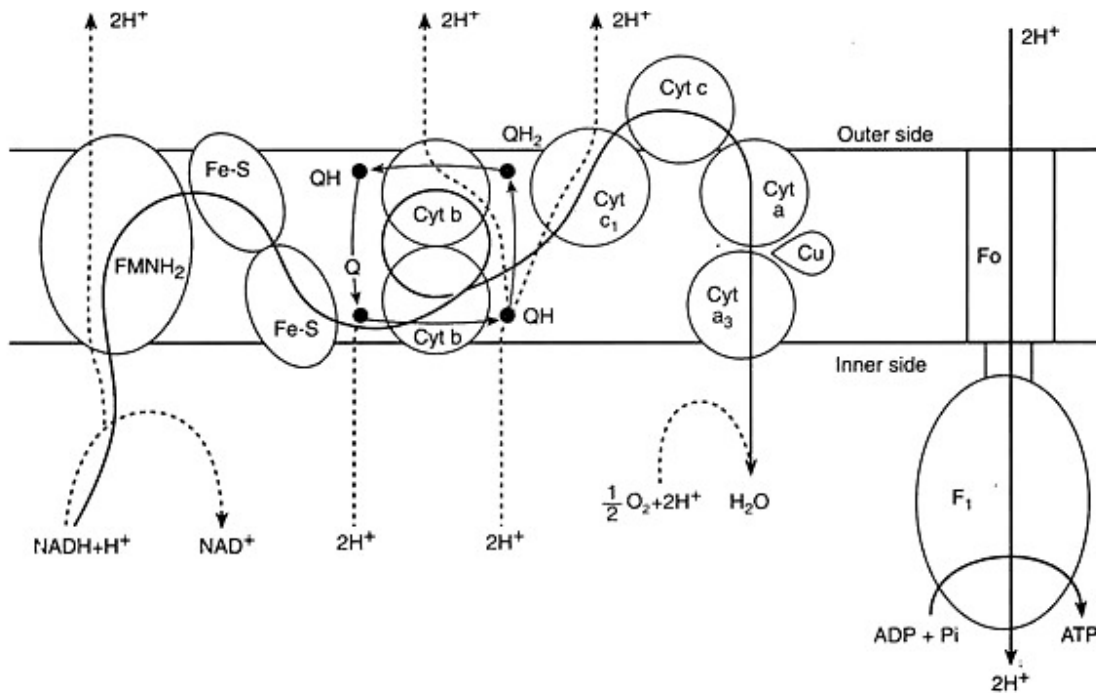 2H⁺
2H⁺
2H⁺
2H⁺
Cyt c
QH₂
Outer side
Fe-S
QH
Cyt b
Cyt
c₁
Cyt
a
FMNH₂
Q
Cu
Fo
Fe-S
QH
Cyt
a₃
Cyt b
Inner side
1/2 O₂+2H⁺
H₂O
F₁
NADH+H⁺
NAD⁺
2H⁺
2H⁺
ADP + Pi
ATP
2H⁺